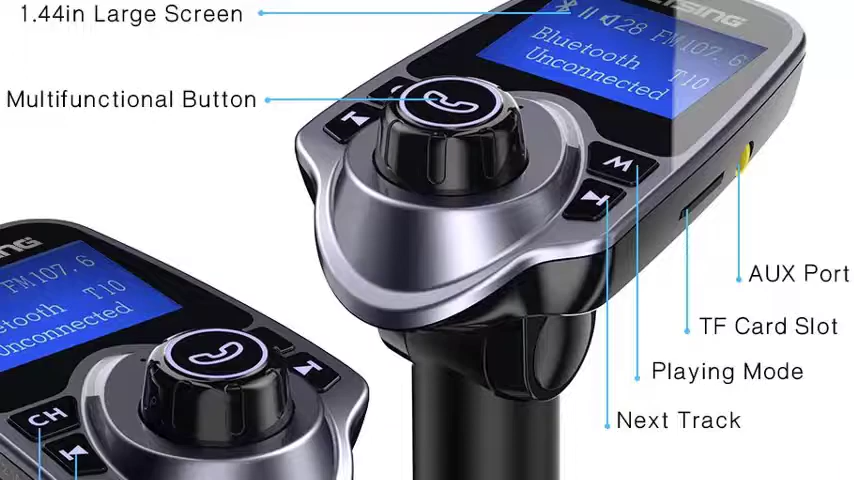 1.44in Large Screen
28 FM107.6
Bluetooth T10
Unconnected
Multifunctional Button
M
AUX Port
TF Card Slot
Playing Mode
Next Track
FM107.6
T10
Unconnected
CH